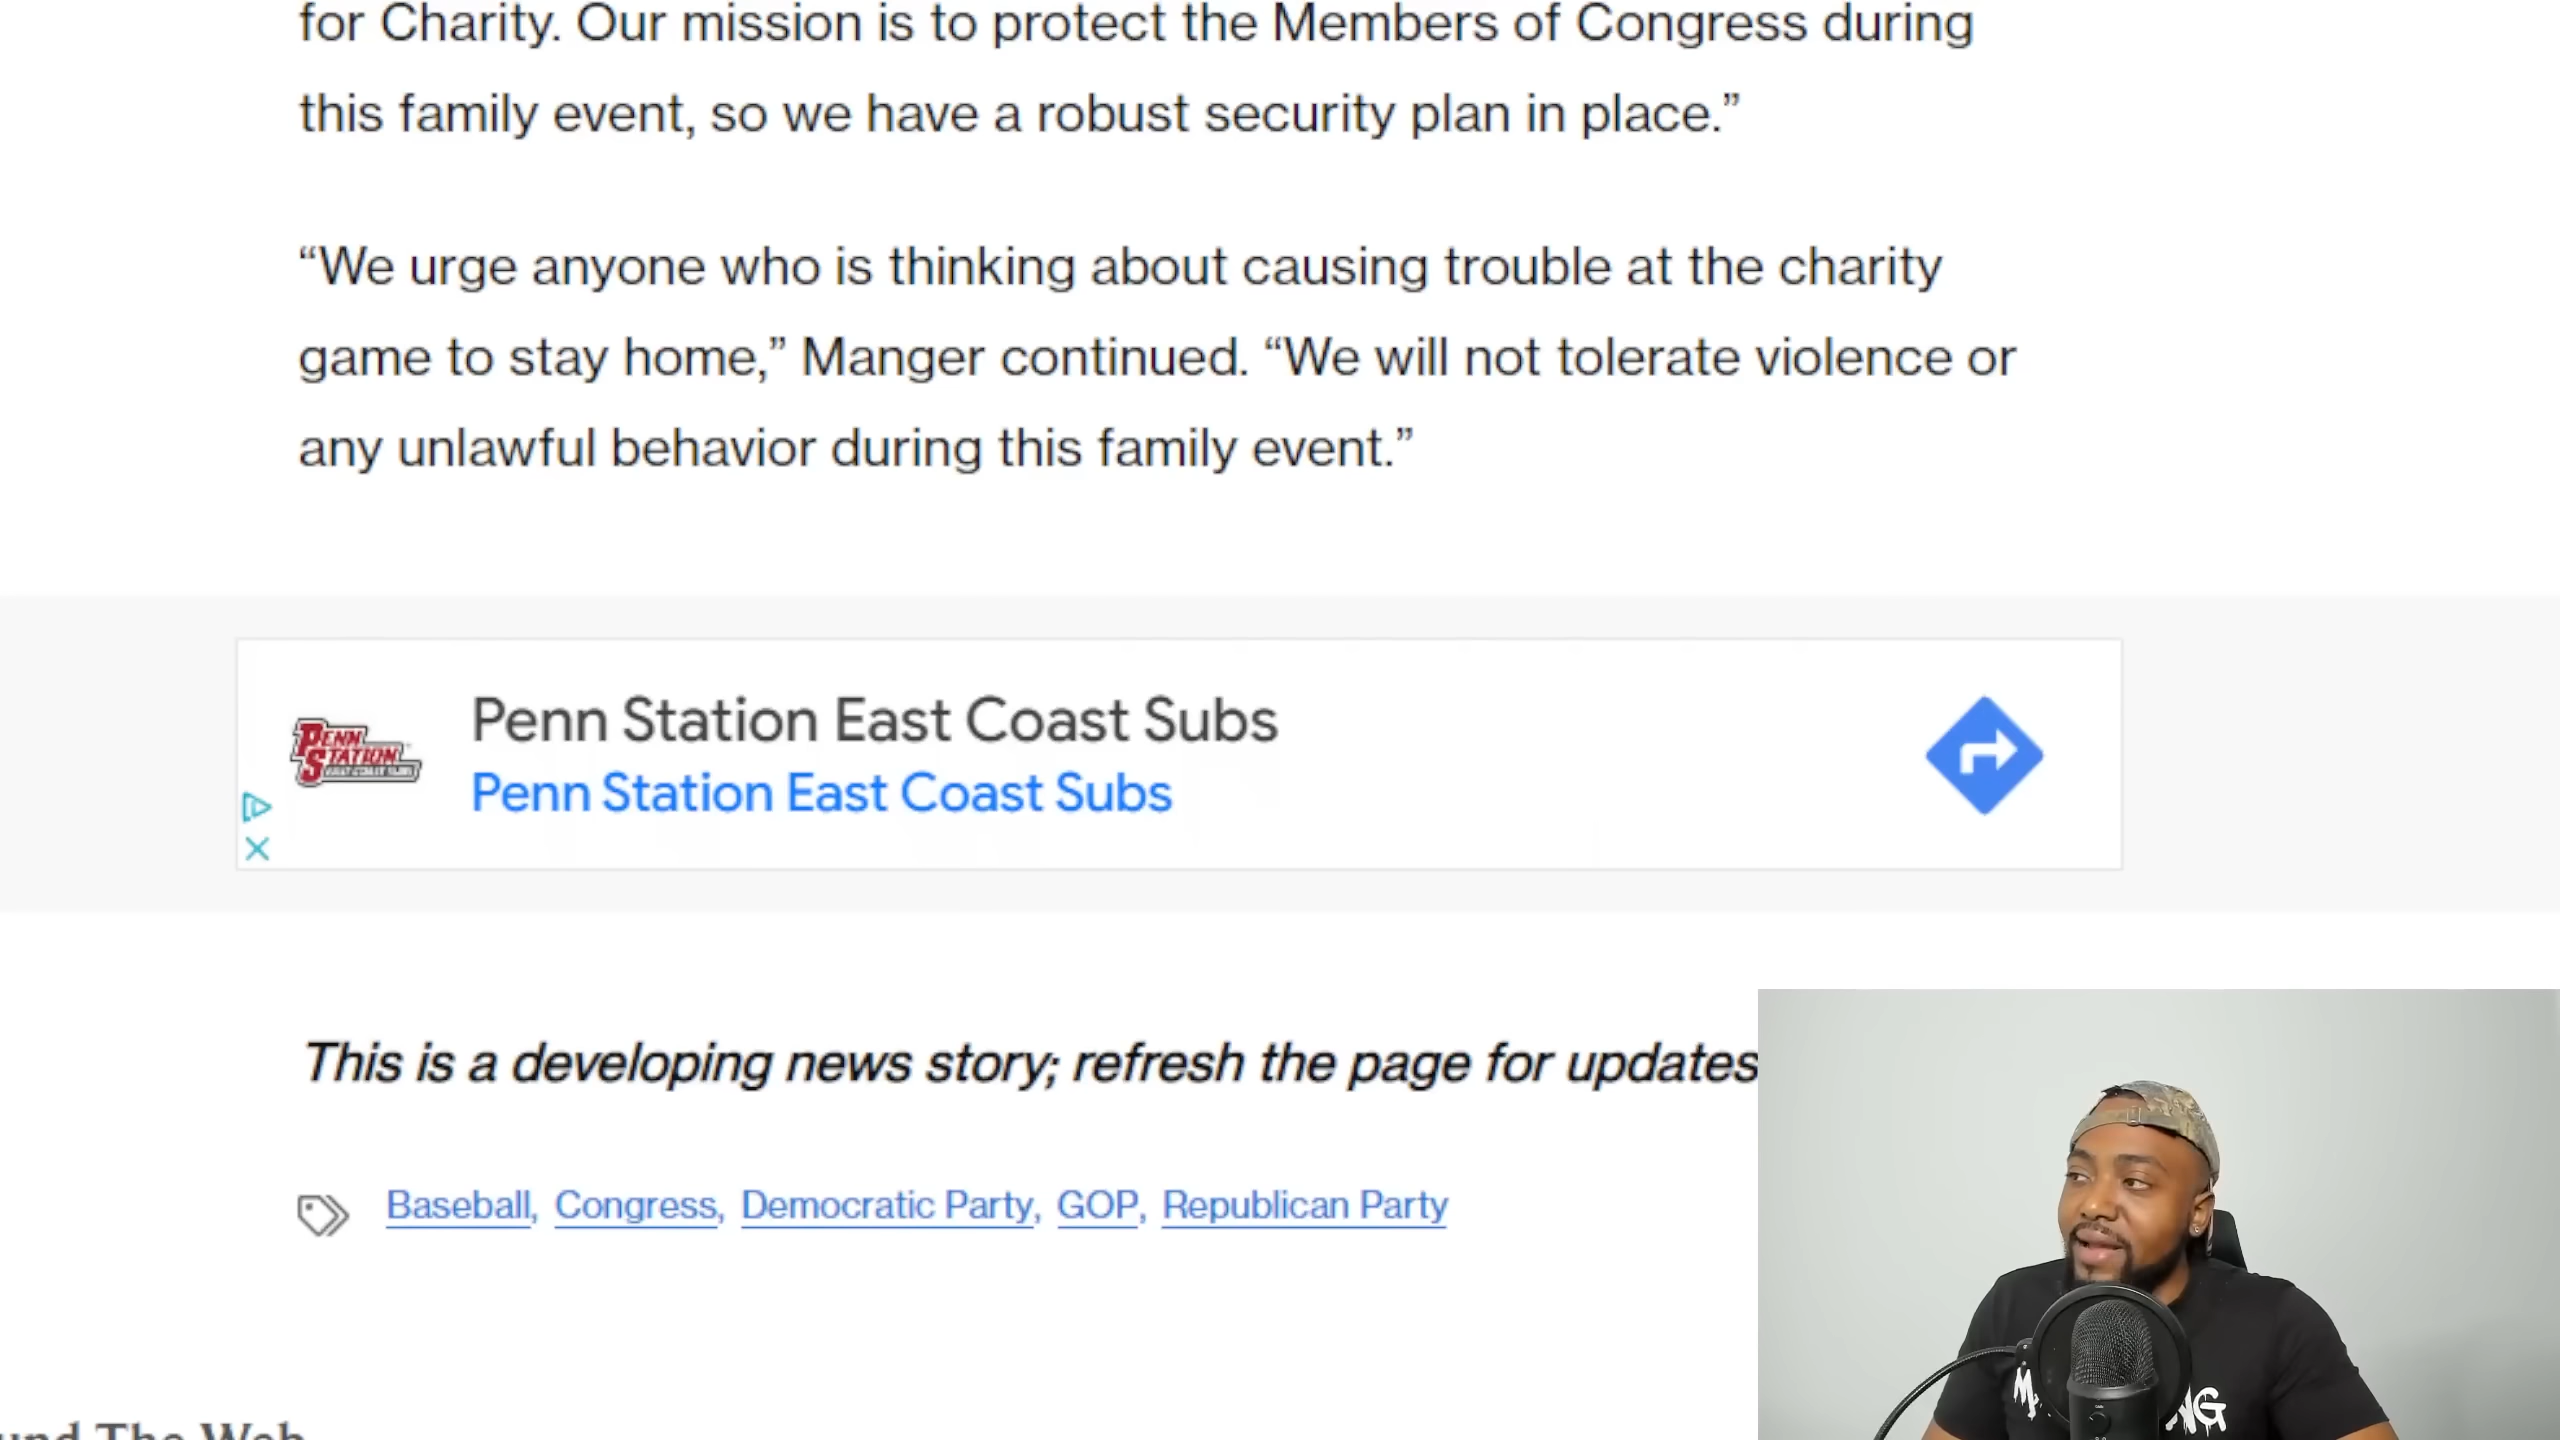 for Charity. Our mission is to protect the Members of Congress during
this family event, so we have a robust security plan in place.”
“We urge anyone who is thinking about causing trouble at the charity
game to stay home,” Manger continued. “We will not tolerate violence or
any unlawful behavior during this family event.”
PENN
STATION
Penn Station East Coast Subs
Penn Station East Coast Subs
This is a developing news story; refresh the page for updates
Baseball, Congress, Democratic Party, GOP, Republican Party
The Web